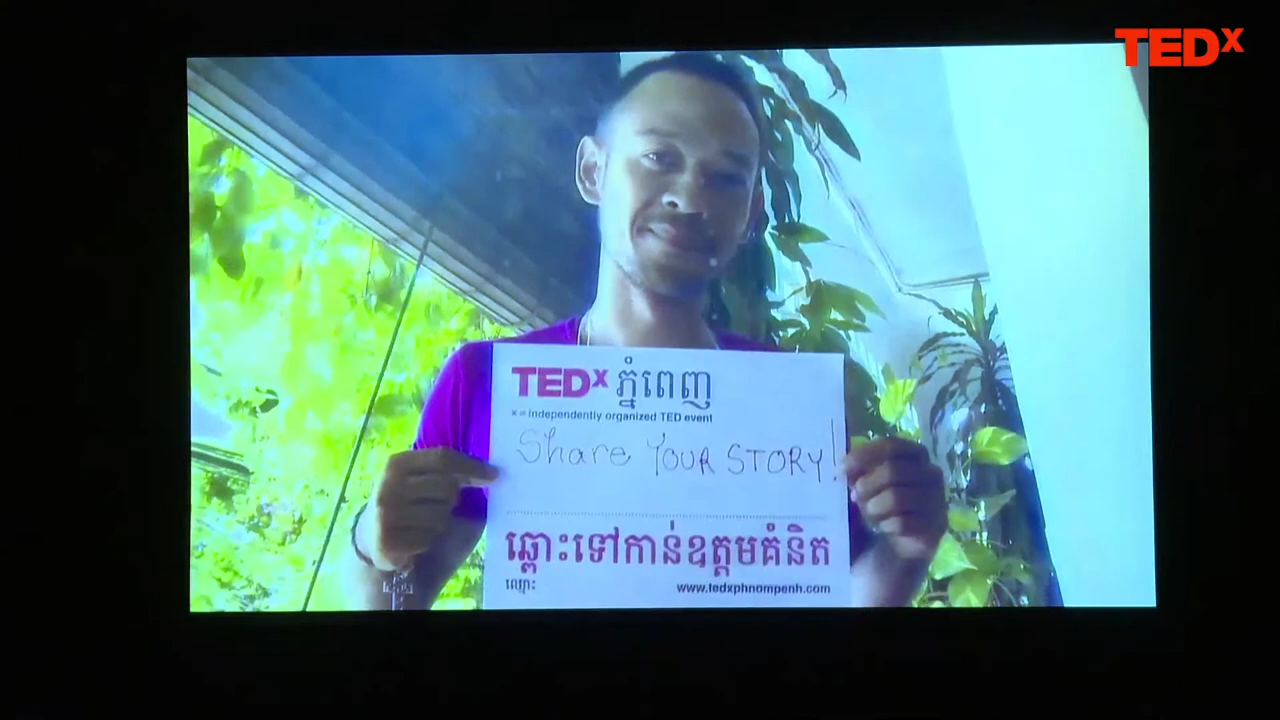 TEDx
TEDx ភ្នំពេញ
x = independently organized TED event
Share YOUR STORY!
ឆ្ពោះទៅកាន់ឧត្តមគំនិត
ឈ្មោះ
www.tedxphnompenh.com